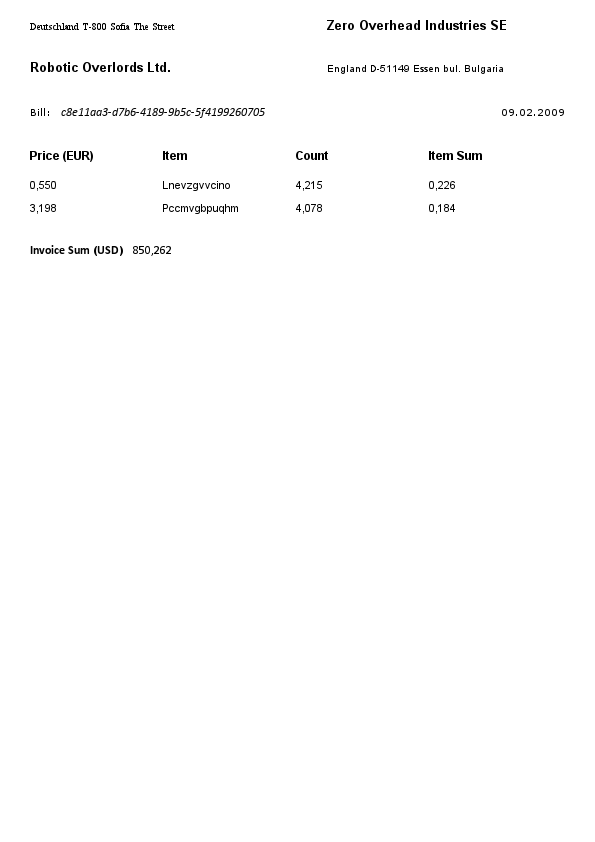 Deutschland T-800 Sofia The Street
Zero Overhead Industries SE
Robotic Overlords Ltd.
England D-51149 Essen bul. Bulgaria
Bill: c8e11aa3-d7b6-4189-9b5c-5f4199260705 09.02.2009
Price (EUR) Item Count Item Sum
0,550 Lnevzgvvcino 4,215 0,226
3,198 Pccmvgbpuqhm 4,078 0,184
Invoice Sum (USD) 850,262